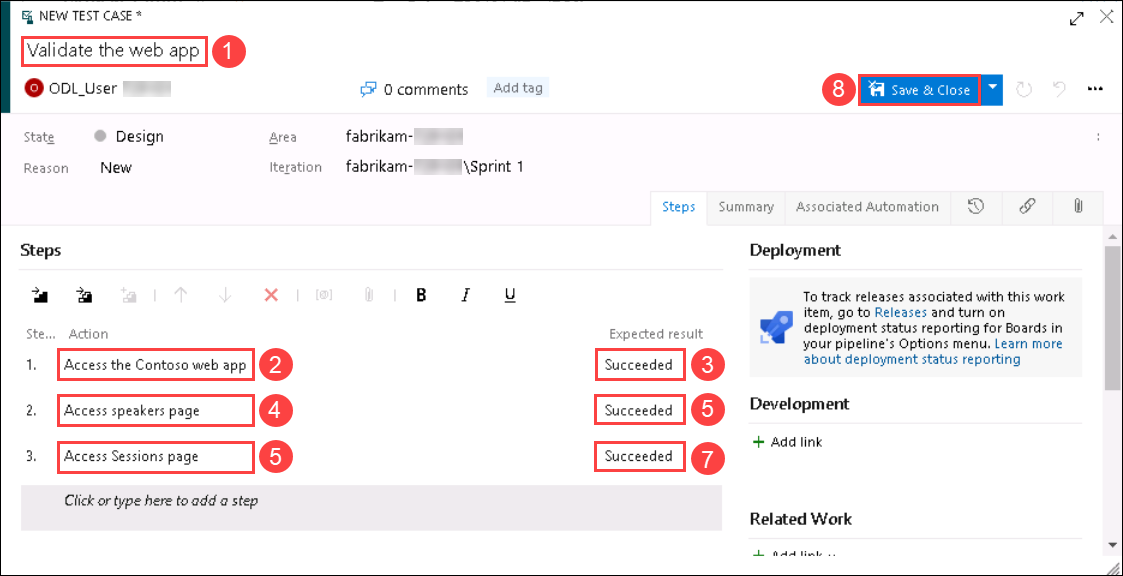 NEW TEST CASE *
Validate the web app 1
ODL_User 0 comments Add tag 8 Save & Close
State Design Area fabrikam-
Reason New Iteration fabrikam- \Sprint 1
Steps Summary Associated Automation
Steps
B I U
Ste... Action Expected result
1. Access the Contoso web app 2 Succeeded 3
2. Access speakers page 4 Succeeded 5
3. Access Sessions page 5 Succeeded 7
Click or type here to add a step
Deployment
To track releases associated with this work
item, go to Releases and turn on
deployment status reporting for Boards in
your pipeline's Options menu. Learn more
about deployment status reporting
Development
+ Add link
Related Work
+ Add link